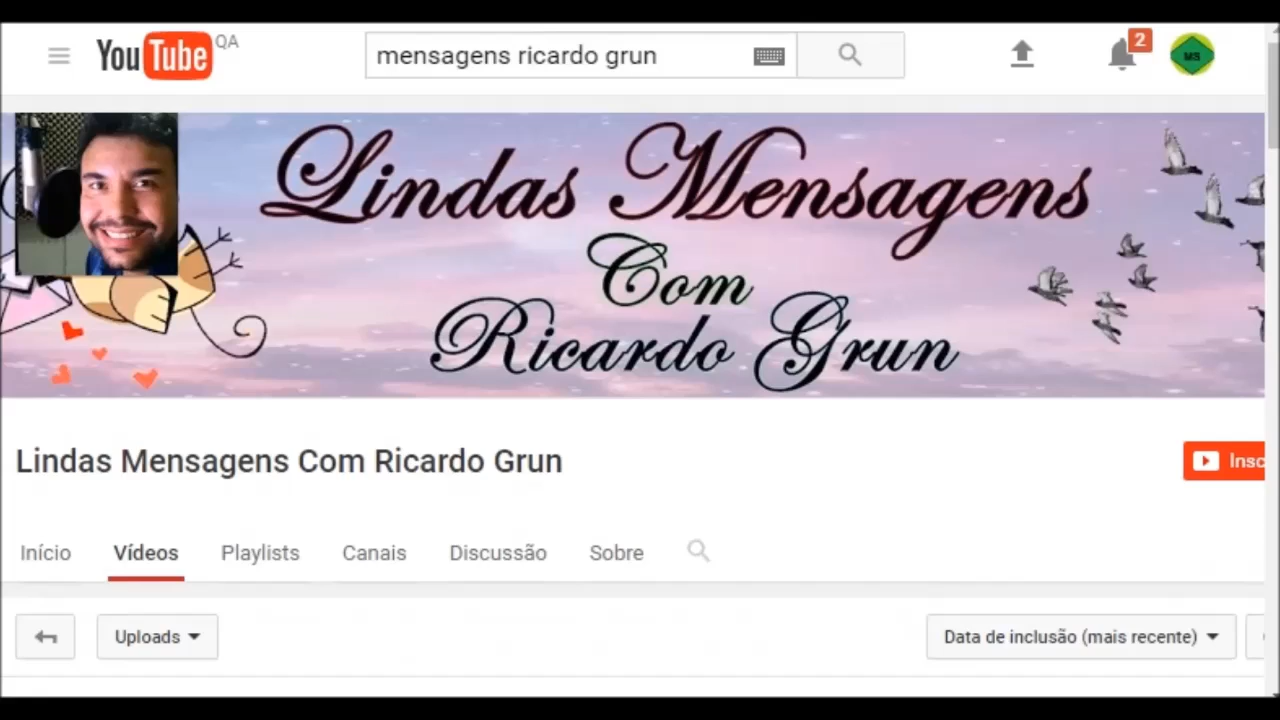 YouTube QA
mensagens ricardo grun
2
MS
Lindas Mensagens
Com
Ricardo Grun
Lindas Mensagens Com Ricardo Grun
Insc
Início Vídeos Playlists Canais Discussão Sobre
Uploads
Data de inclusão (mais recente)